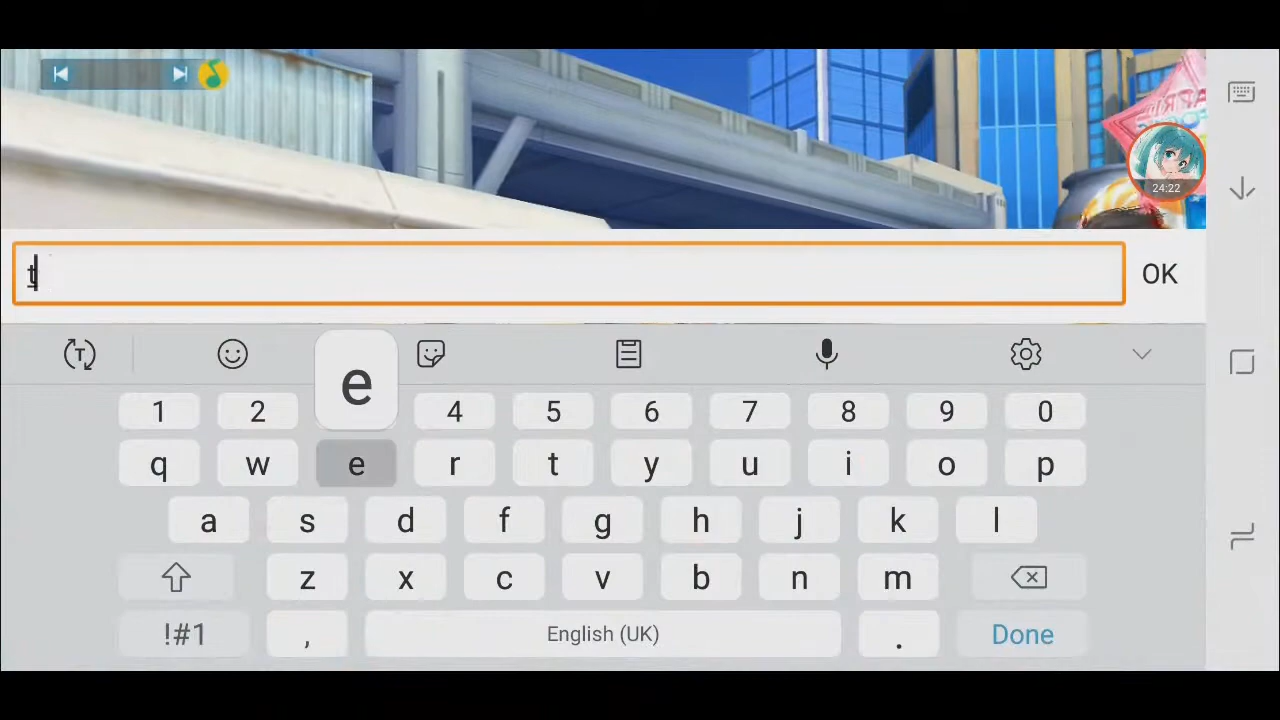 24:22
t
OK
T
e
1 2 4 5 6 7 8 9 0
q w e r t y u i o p
a s d f g h j k l
z x c v b n m
!#1 , English (UK) . Done